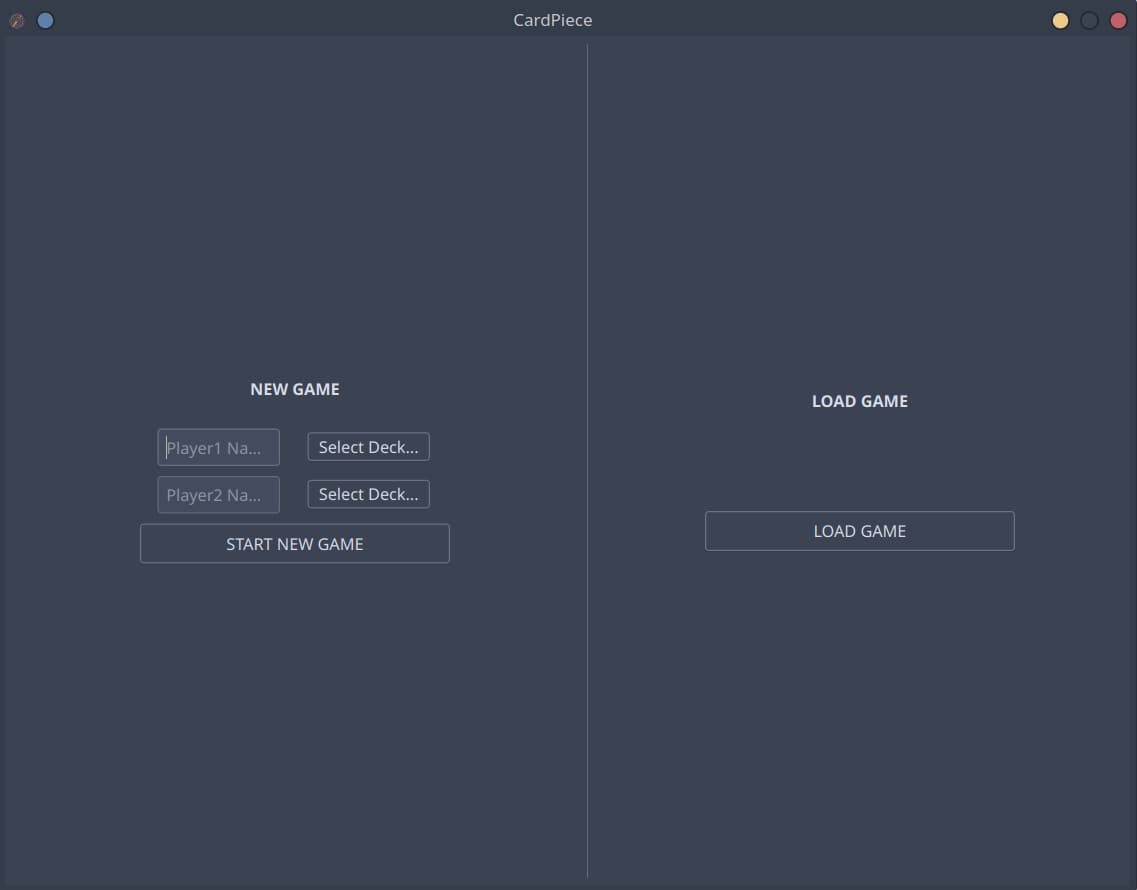 CardPiece
NEW GAME
Player1 Na...
Select Deck...
Player2 Na...
Select Deck...
START NEW GAME
LOAD GAME
LOAD GAME